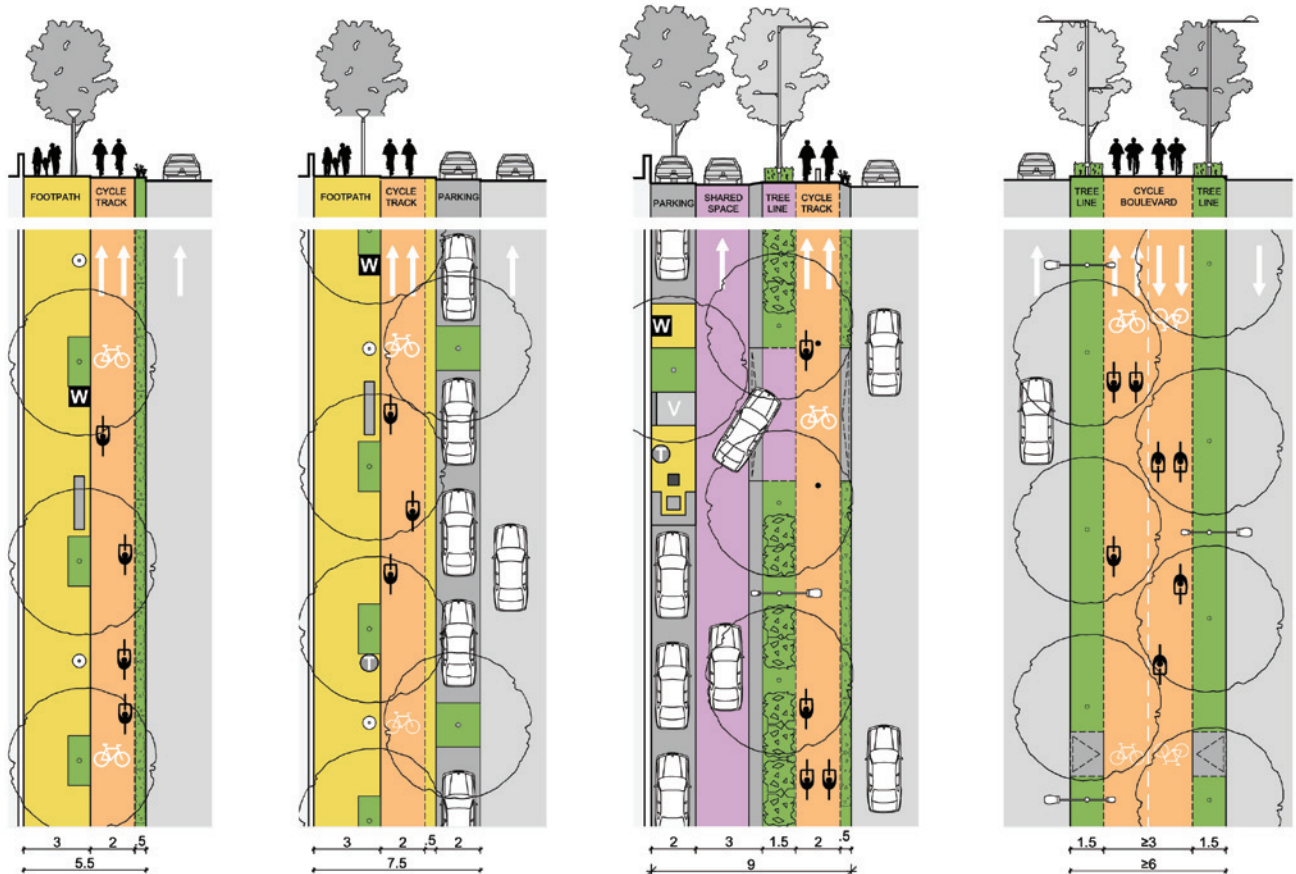 FOOTPATH
CYCLE TRACK
FOOTPATH
CYCLE TRACK
PARKING
PARKING
SHARED SPACE
TREE LINE
CYCLE TRACK
TREE LINE
CYCLE BOULEVARD
TREE LINE
W
W
W
V
T
T
3 2 .5
5.5
3 2 .5 2
7.5
2 3 1.5 2 .5
9
1.5 ≥3 1.5
≥6